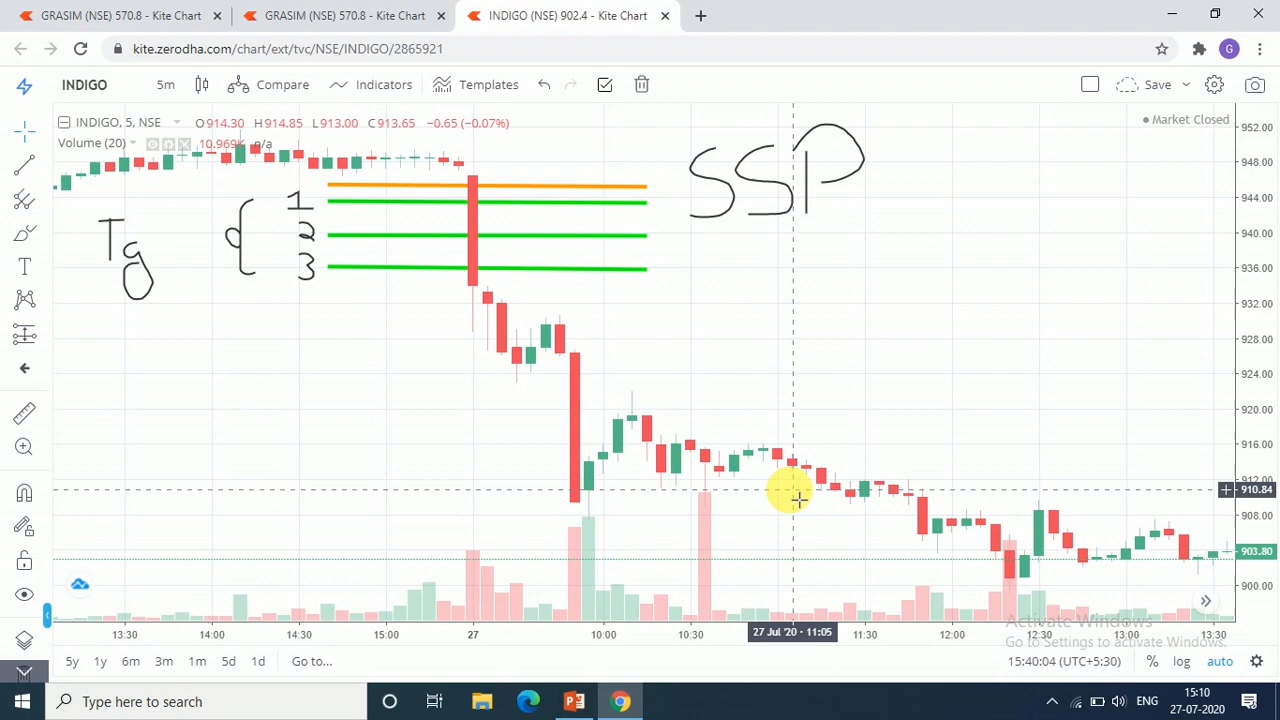 GRASIM (NSE) 570.8 - Kite Chart
GRASIM (NSE) 570.8 - Kite Chart
INDIGO (NSE) 902.4 - Kite Chart
kite.zerodha.com/chart/ext/tvc/NSE/INDIGO/2865921
G
INDIGO 5m Compare Indicators Templates Save
INDIGO, 5, NSE O914.30 H914.85 L913.00 C913.65 -0.65 (-0.07%)
Volume (20) 10.969K n/a
Market Closed
SSP
Tg
1
2
3
952.00
948.00
944.00
940.00
936.00
932.00
928.00
924.00
920.00
916.00
912.00
910.84
908.00
903.80
900.00
Activate Windows
Go to Settings to activate Windows.
13:30 14:00 14:30 15:00 27 10:00 10:30 27 Jul '20 - 11:05 11:30 12:00 12:30 13:00 13:30
5y 1y 6m 3m 1m 5d 1d Go to... 15:40:04 (UTC+5:30) % log auto
Type here to search
ENG
15:10
27-07-2020